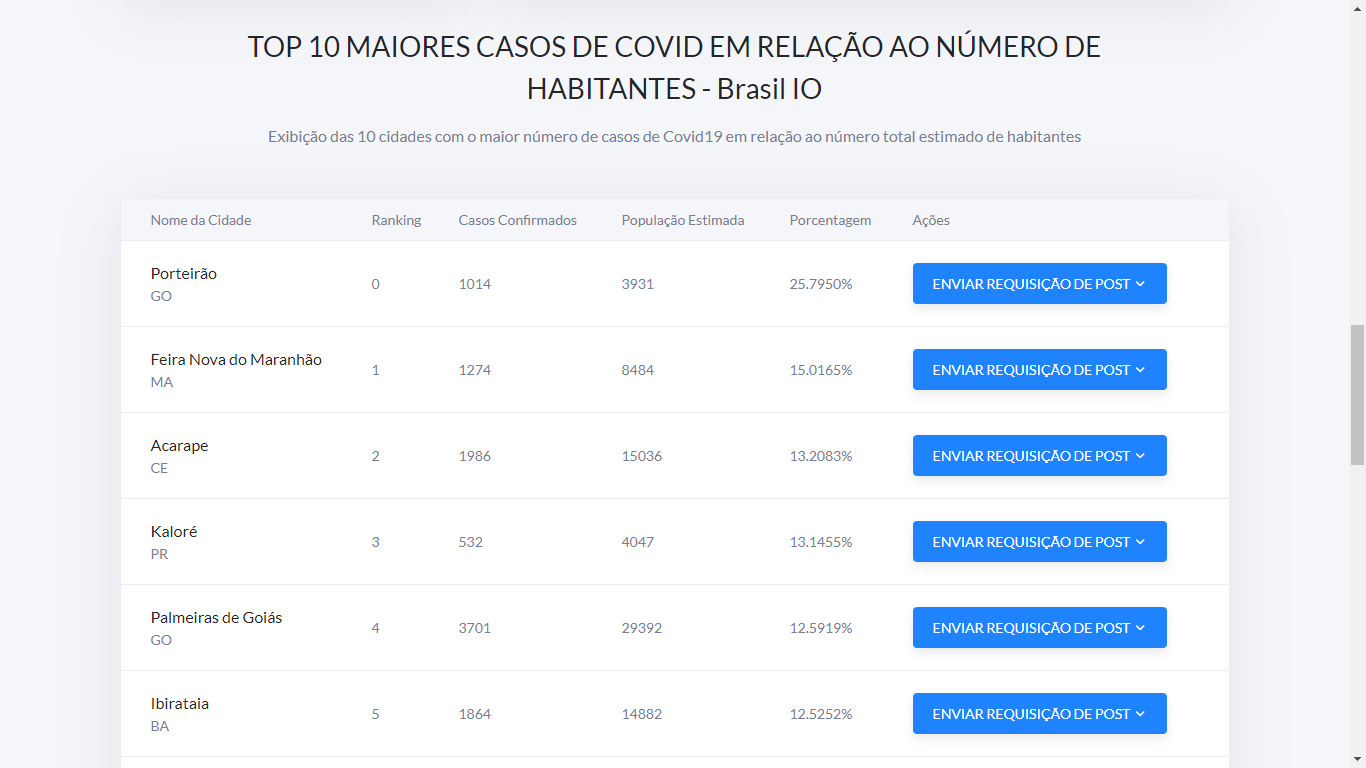 TOP 10 MAIORES CASOS DE COVID EM RELAÇÃO AO NÚMERO DE
HABITANTES - Brasil IO
Exibição das 10 cidades com o maior número de casos de Covid19 em relação ao número total estimado de habitantes
Nome da Cidade Ranking Casos Confirmados População Estimada Porcentagem Ações
Porteirão
GO
0 1014 3931 25.7950% ENVIAR REQUISIÇÃO DE POST
Feira Nova do Maranhão
MA
1 1274 8484 15.0165% ENVIAR REQUISIÇÃO DE POST
Acarape
CE
2 1986 15036 13.2083% ENVIAR REQUISIÇÃO DE POST
Kaloré
PR
3 532 4047 13.1455% ENVIAR REQUISIÇÃO DE POST
Palmeiras de Goiás
GO
4 3701 29392 12.5919% ENVIAR REQUISIÇÃO DE POST
Ibirataia
BA
5 1864 14882 12.5252% ENVIAR REQUISIÇÃO DE POST